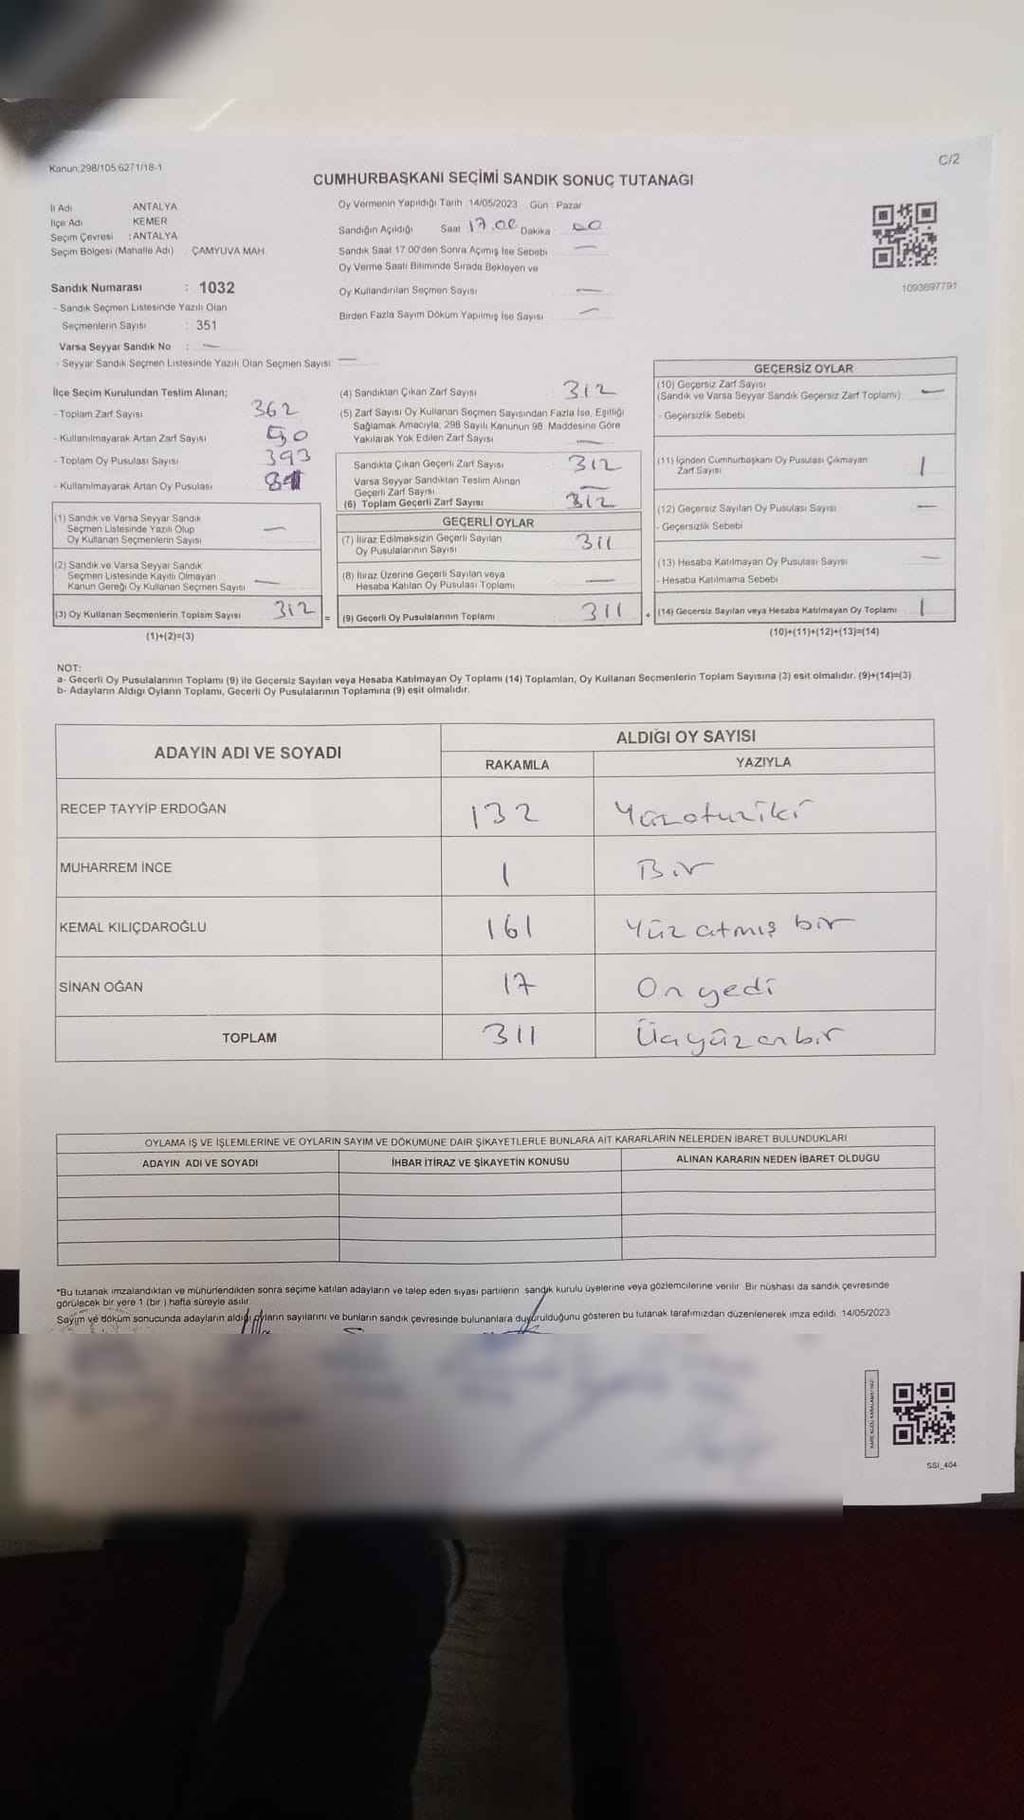 Kanun:298/105.6271/18-1
C/2
CUMHURBAŞKANI SEÇİMİ SANDIK SONUÇ TUTANAĞI
İl Adı ANTALYA
İlçe Adı KEMER
Seçim Çevresi : ANTALYA
Seçim Bölgesi (Mahalle Adı) ÇAMYUVA MAH
Oy Vermenin Yapıldığı Tarih 14/05/2023 Gün : Pazar
Sandığın Açıldığı Saat 17.00 Dakika 00
Sandık Saat 17:00'den Sonra Açımış İse Sebebi —
Oy Verme Saati Bitiminde Sırada Bekleyen ve
Oy Kullandırılan Seçmen Sayısı —
Birden Fazla Sayım Döküm Yapılmış İse Sayısı —
1093697791
Sandık Numarası : 1032
- Sandık Seçmen Listesinde Yazılı Olan
Seçmenlerin Sayısı : 351
Varsa Seyyar Sandık No : —
- Seyyar Sandık Seçmen Listesinde Yazılı Olan Seçmen Sayısı —
İlçe Seçim Kurulundan Teslim Alınan;
- Toplam Zarf Sayısı 362
- Kullanılmayarak Artan Zarf Sayısı 50
- Toplam Oy Pusulası Sayısı 393
- Kullanılmayarak Artan Oy Pusulası 81
(1) Sandık ve Varsa Seyyar Sandık
Seçmen Listesinde Yazılı Olup
Oy Kullanan Seçmenlerin Sayısı —
(2) Sandık ve Varsa Seyyar Sandık
Seçmen Listesinde Kayıtlı Olmayan
Kanun Gereği Oy Kullanan Seçmen Sayısı —
(3) Oy Kullanan Seçmenlerin Toplam Sayısı 312 =
(1)+(2)=(3)
(4) Sandıktan Çıkan Zarf Sayısı 312
(5) Zarf Sayısı Oy Kullanan Seçmen Sayısından Fazla İse, Eşitliği
Sağlamak Amacıyla, 298 Sayılı Kanunun 98. Maddesine Göre
Yakılarak Yok Edilen Zarf Sayısı —
Sandıkta Çıkan Geçerli Zarf Sayısı 312
Varsa Seyyar Sandıktan Teslim Alınan
Geçerli Zarf Sayısı —
(6) Toplam Geçerli Zarf Sayısı 312
GEÇERLİ OYLAR
(7) İtiraz Edilmeksizin Geçerli Sayılan
Oy Pusulalarının Sayısı 311
(8) İtiraz Üzerine Geçerli Sayılan veya
Hesaba Katılan Oy Pusulası Toplamı —
(9) Geçerli Oy Pusulalarının Toplamı 311 +
GEÇERSİZ OYLAR
(10) Geçersiz Zarf Sayısı
(Sandık ve Varsa Seyyar Sandık Geçersiz Zarf Toplamı) —
- Geçersizlik Sebebi
(11) İçinden Cumhurbaşkanı Oy Pusulası Çıkmayan
Zarf Sayısı 1
(12) Geçersiz Sayılan Oy Pusulası Sayısı —
- Geçersizlik Sebebi
(13) Hesaba Katılmayan Oy Pusulası Sayısı —
- Hesaba Katılmama Sebebi
(14) Geçersiz Sayılan veya Hesaba Katılmayan Oy Toplamı 1
(10)+(11)+(12)+(13)=(14)
NOT:
a- Geçerli Oy Pusulalarının Toplamı (9) ile Geçersiz Sayılan veya Hesaba Katılmayan Oy Toplamı (14) Toplamları, Oy Kullanan Seçmenlerin Toplam Sayısına (3) eşit olmalıdır. (9)+(14)=(3)
b- Adayların Aldığı Oyların Toplamı, Geçerli Oy Pusulalarının Toplamına (9) eşit olmalıdır.
ADAYIN ADI VE SOYADI ALDIĞI OY SAYISI
RAKAMLA YAZIYLA
RECEP TAYYİP ERDOĞAN 132 Yüzotuziki
MUHARREM İNCE 1 Bir
KEMAL KILIÇDAROĞLU 161 Yüz atmış bir
SİNAN OĞAN 17 On yedi
TOPLAM 311 Üçyüz onbir
OYLAMA İŞ VE İŞLEMLERİNE VE OYLARIN SAYIM VE DÖKÜMÜNE DAİR ŞİKAYETLERLE BUNLARA AİT KARARLARIN NELERDEN İBARET BULUNDUKLARI
ADAYIN ADI VE SOYADI İHBAR İTİRAZ VE ŞİKAYETİN KONUSU ALINAN KARARIN NEDEN İBARET OLDUĞU
*Bu tutanak imzalandıktan ve mühürlendikten sonra seçime katılan adayların ve talep eden siyasi partilerin sandık kurulu üyelerine veya gözlemcilerine verilir. Bir nüshası da sandık çevresinde
görülecek bir yere 1 (bir ) hafta süreyle asılır
Sayım ve döküm sonucunda adayların aldığı oyların sayılarını ve bunların sandık çevresinde bulunanlara duyurulduğunu gösteren bu tutanak tarafımızdan düzenlenerek imza edildi. 14/05/2023
SSI_404